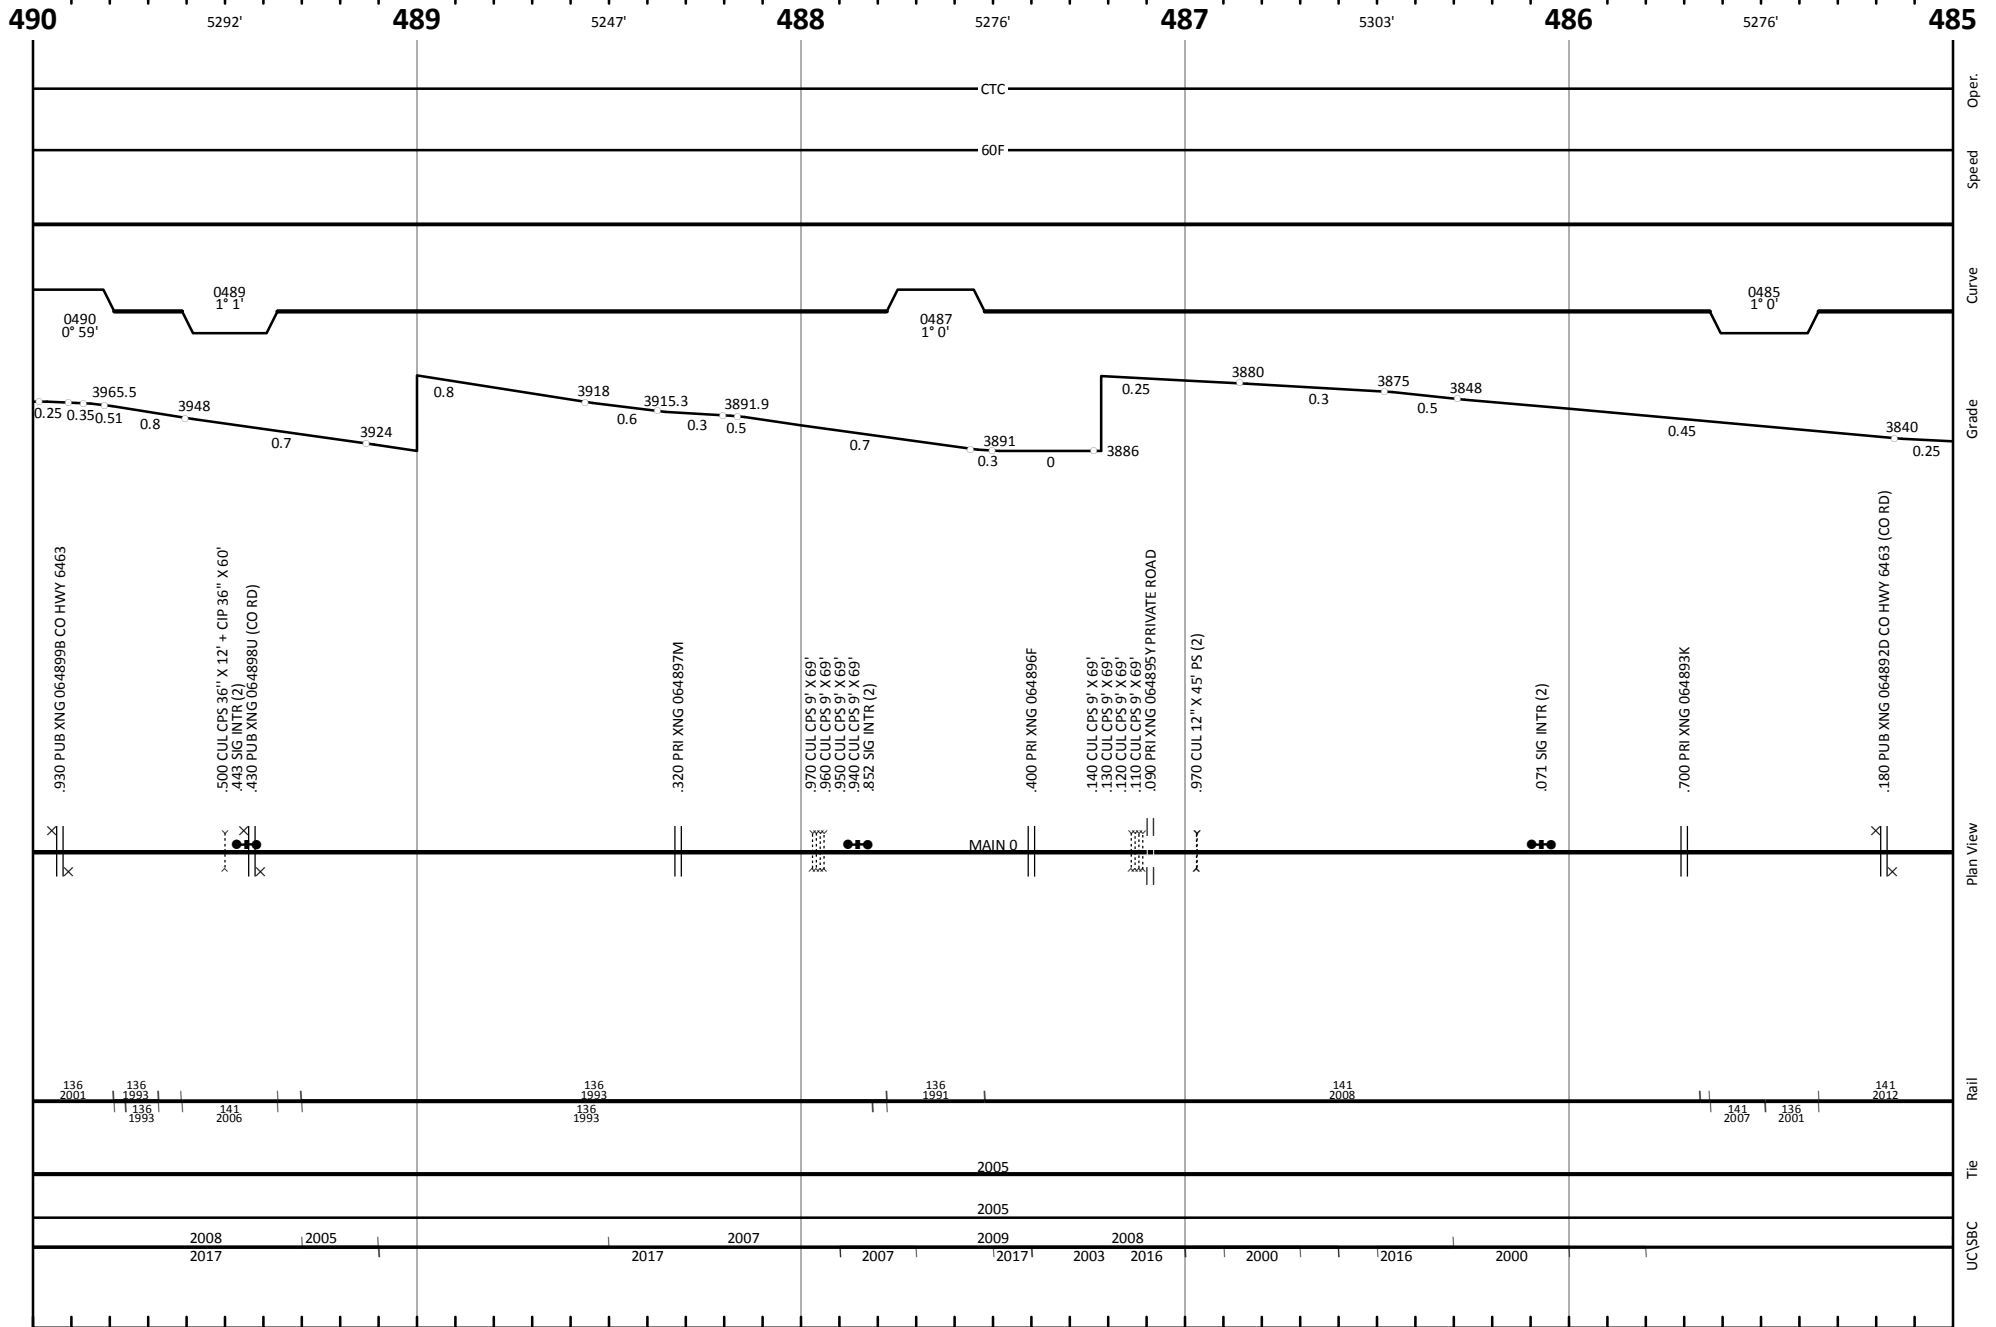 490 5292' 489 5247' 488 5276' 487 5303' 486 5276' 485
Oper.
CTC
Speed
60F
Curve
0490
0° 59'
0489
1° 1'
0487
1° 0'
0485
1° 0'
Grade
3965.5 3948 3924 3918 3915.3 3891.9 3891 3886 3880 3875 3848 3840
0.25 0.35 0.51 0.8 0.7 0.8 0.6 0.3 0.5 0.7 0.3 0 0.25 0.3 0.5 0.45 0.25
.930 PUB XNG 064899B CO HWY 6463
.500 CUL CPS 36" X 12' + CIP 36" X 60'
.443 SIG INTR (2)
.430 PUB XNG 064898U (CO RD)
.320 PRI XNG 064897M
.970 CUL CPS 9' X 69'
.960 CUL CPS 9' X 69'
.950 CUL CPS 9' X 69'
.940 CUL CPS 9' X 69'
.852 SIG INTR (2)
.400 PRI XNG 064896F
.140 CUL CPS 9' X 69'
.130 CUL CPS 9' X 69'
.120 CUL CPS 9' X 69'
.110 CUL CPS 9' X 69'
.090 PRI XNG 064895Y PRIVATE ROAD
.970 CUL 12" X 45' PS (2)
.071 SIG INTR (2)
.700 PRI XNG 064893K
.180 PUB XNG 064892D CO HWY 6463 (CO RD)
Plan View
MAIN 0
Rail
136 136 136 136 141 141
2001 1993 1993 1991 2008 2012
136 141 136 141 136
1993 2006 1993 2007 2001
Tie
2005
2005
UC\SBC
2008 2005 2007 2009 2008
2017 2017 2007 2017 2003 2016 2000 2016 2000